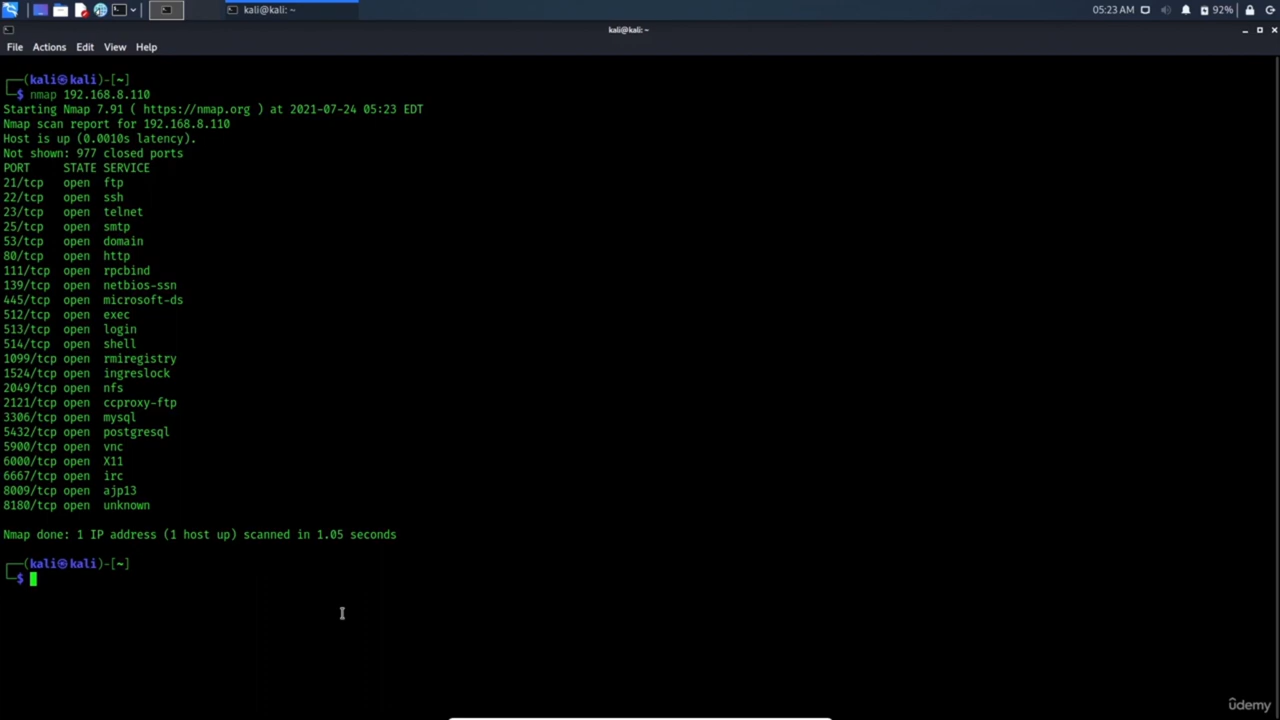 kali@kali: ~
05:23 AM
92%
kali@kali: ~
File Actions Edit View Help
┌──(kali㉿kali)-[~]
└─$ nmap 192.168.8.110
Starting Nmap 7.91 ( https://nmap.org ) at 2021-07-24 05:23 EDT
Nmap scan report for 192.168.8.110
Host is up (0.0010s latency).
Not shown: 977 closed ports
PORT     STATE SERVICE
21/tcp   open  ftp
22/tcp   open  ssh
23/tcp   open  telnet
25/tcp   open  smtp
53/tcp   open  domain
80/tcp   open  http
111/tcp  open  rpcbind
139/tcp  open  netbios-ssn
445/tcp  open  microsoft-ds
512/tcp  open  exec
513/tcp  open  login
514/tcp  open  shell
1099/tcp open  rmiregistry
1524/tcp open  ingreslock
2049/tcp open  nfs
2121/tcp open  ccproxy-ftp
3306/tcp open  mysql
5432/tcp open  postgresql
5900/tcp open  vnc
6000/tcp open  X11
6667/tcp open  irc
8009/tcp open  ajp13
8180/tcp open  unknown
Nmap done: 1 IP address (1 host up) scanned in 1.05 seconds
┌──(kali㉿kali)-[~]
└─$
ûdemy